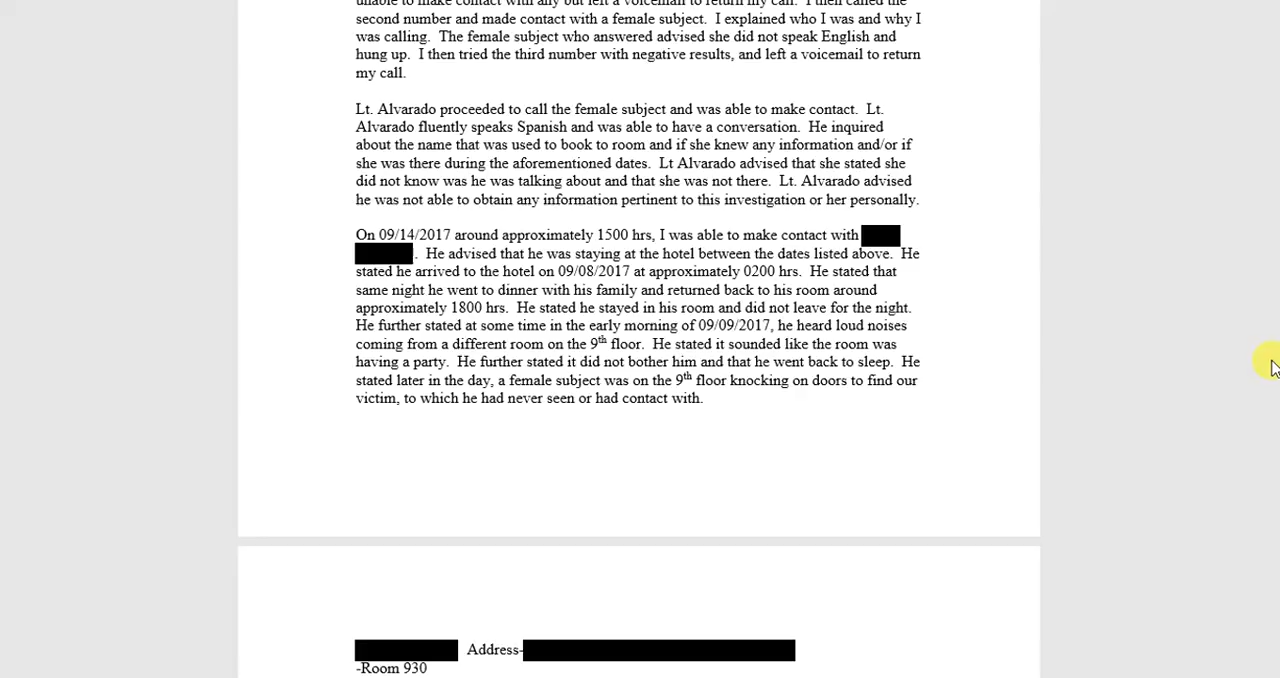 unable to make contact with any but left a voicemail to return my call.  I then called the
second number and made contact with a female subject.  I explained who I was and why I
was calling.  The female subject who answered advised she did not speak English and
hung up.  I then tried the third number with negative results, and left a voicemail to return
my call.
Lt. Alvarado proceeded to call the female subject and was able to make contact.  Lt.
Alvarado fluently speaks Spanish and was able to have a conversation.  He inquired
about the name that was used to book to room and if she knew any information and/or if
she was there during the aforementioned dates.  Lt Alvarado advised that she stated she
did not know was he was talking about and that she was not there.  Lt. Alvarado advised
he was not able to obtain any information pertinent to this investigation or her personally.
On 09/14/2017 around approximately 1500 hrs, I was able to make contact with
.  He advised that he was staying at the hotel between the dates listed above.  He
stated he arrived to the hotel on 09/08/2017 at approximately 0200 hrs.  He stated that
same night he went to dinner with his family and returned back to his room around
approximately 1800 hrs.  He stated he stayed in his room and did not leave for the night.
He further stated at some time in the early morning of 09/09/2017, he heard loud noises
coming from a different room on the 9th floor.  He stated it sounded like the room was
having a party.  He further stated it did not bother him and that he went back to sleep.  He
stated later in the day, a female subject was on the 9th floor knocking on doors to find our
victim, to which he had never seen or had contact with.
Address-
-Room 930